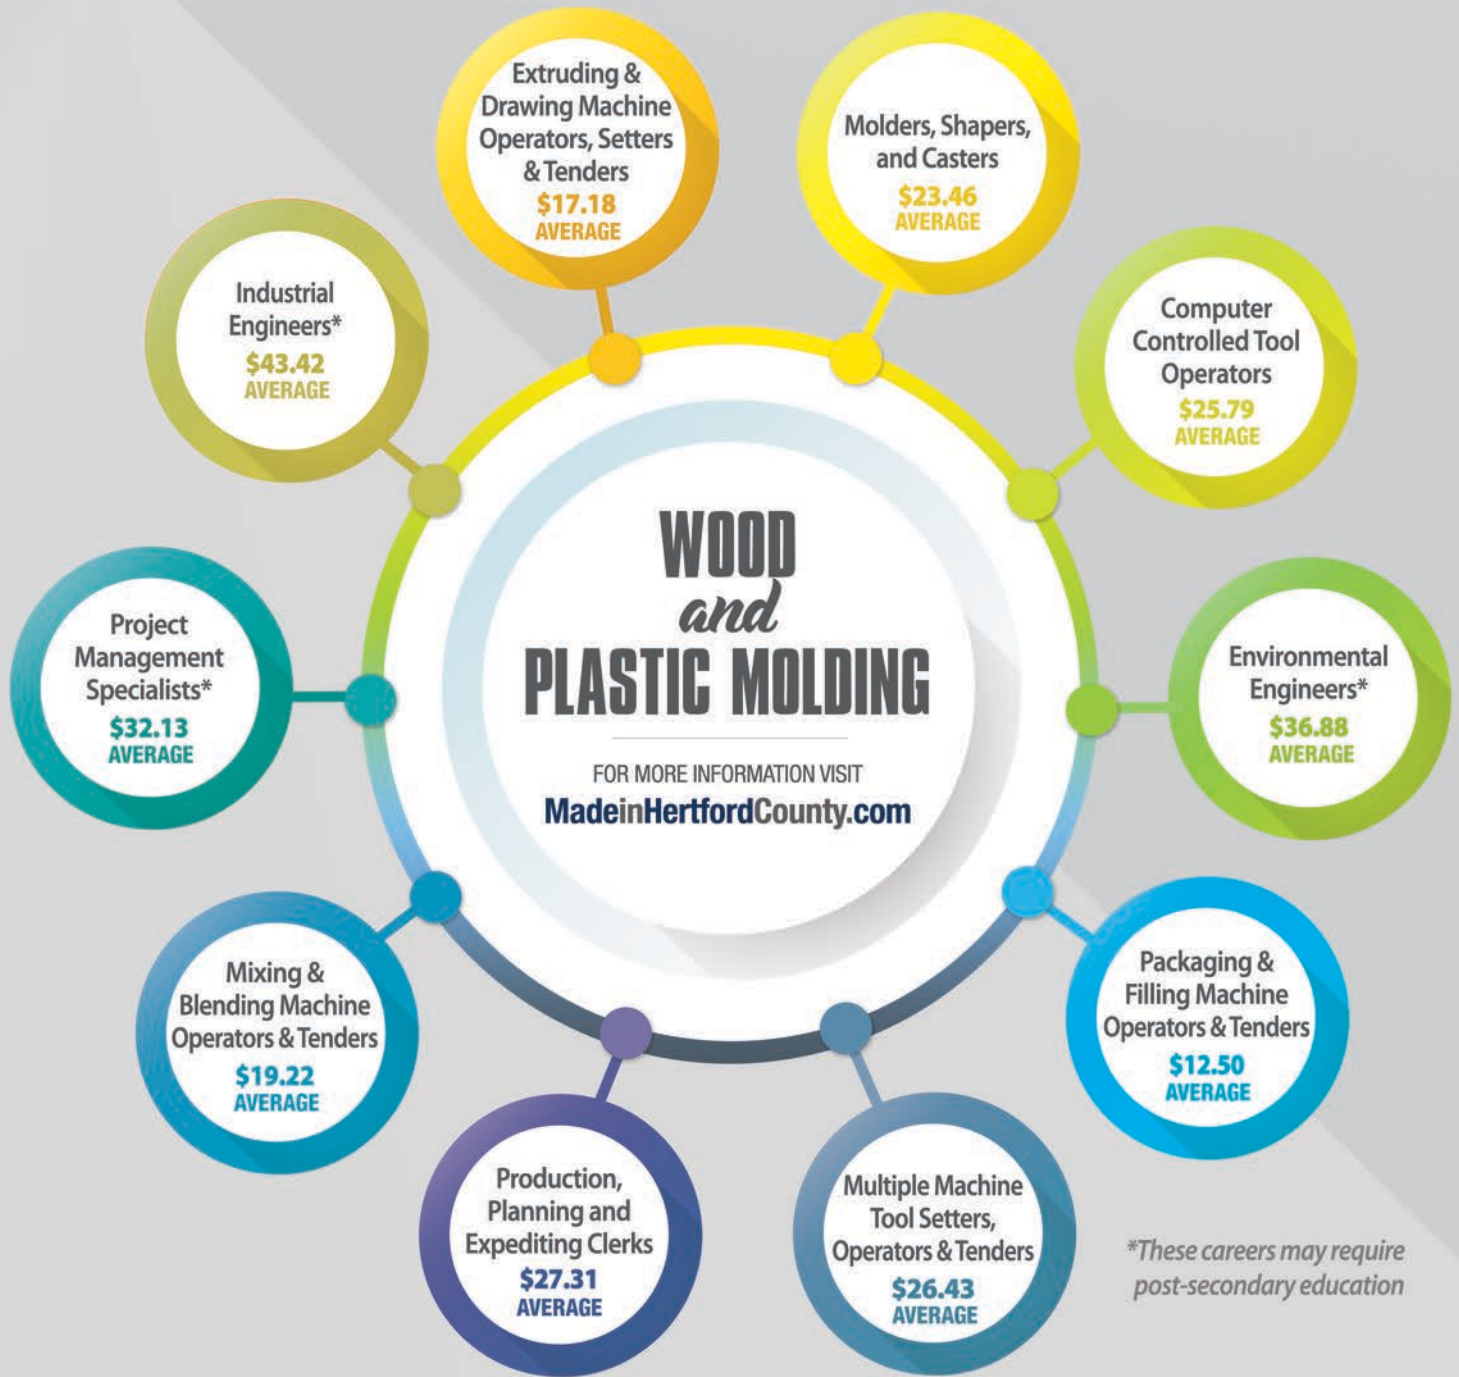 Extruding &
Drawing Machine
Operators, Setters
& Tenders
$17.18
AVERAGE
Molders, Shapers,
and Casters
$23.46
AVERAGE
Computer
Controlled Tool
Operators
$25.79
AVERAGE
Environmental
Engineers*
$36.88
AVERAGE
Packaging &
Filling Machine
Operators & Tenders
$12.50
AVERAGE
Multiple Machine
Tool Setters,
Operators & Tenders
$26.43
AVERAGE
Production,
Planning and
Expediting Clerks
$27.31
AVERAGE
Mixing &
Blending Machine
Operators & Tenders
$19.22
AVERAGE
Project
Management
Specialists*
$32.13
AVERAGE
Industrial
Engineers*
$43.42
AVERAGE
WOOD
and
PLASTIC MOLDING
FOR MORE INFORMATION VISIT
MadeinHertfordCounty.com
*These careers may require
post-secondary education